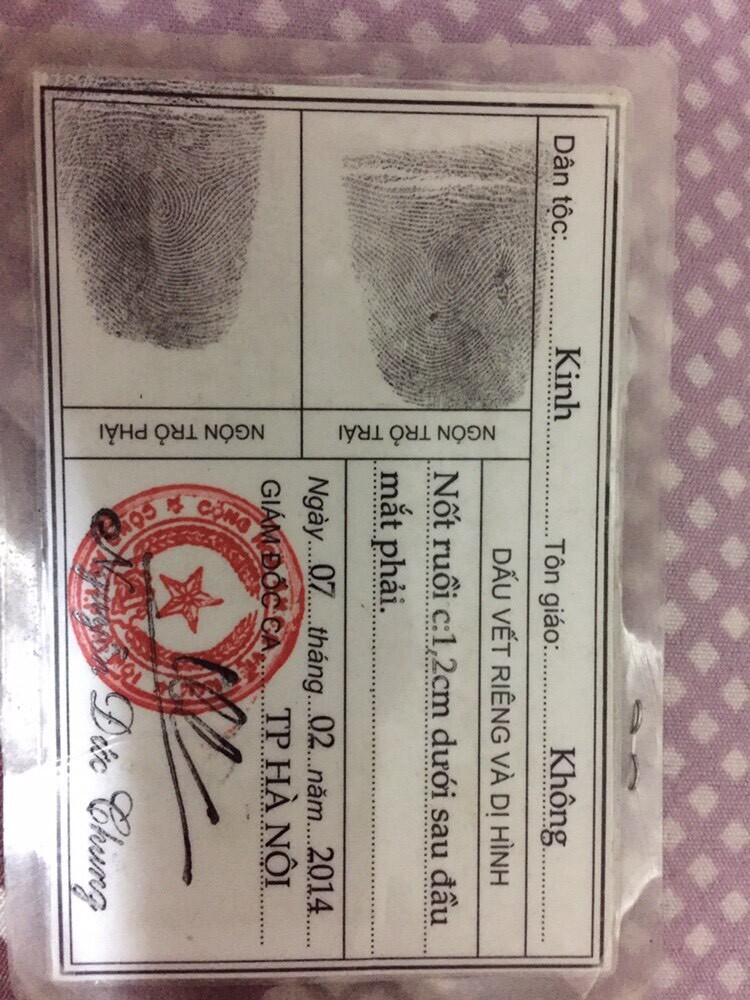 Dân tộc: Kinh Tôn giáo: Không
NGÓN TRỎ TRÁI
NGÓN TRỎ PHẢI
DẤU VẾT RIÊNG VÀ DỊ HÌNH
Nốt ruồi c:1,2cm dưới sau đầu
mắt phải.
Ngày 07 tháng 02 năm 2014
GIÁM ĐỐC CA TP HÀ NỘI
CỘNG
Nguyễn Đức Chung